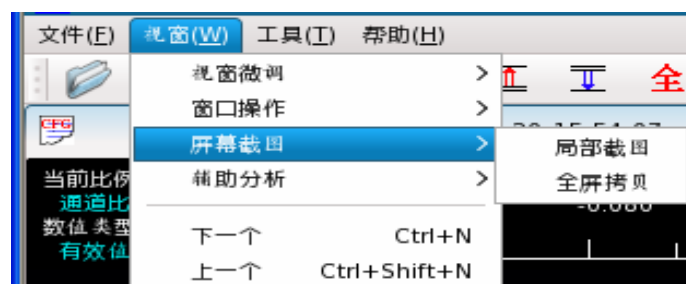 文件(F) 视窗(W) 工具(T) 帮助(H)
全
视窗微调
窗口操作
CFG
屏幕截图
局部截图
辅助分析
全屏拷贝
当前比例
通道比
-0.080
数值类型
有效值
下一个 Ctrl+N
上一个 Ctrl+Shift+N